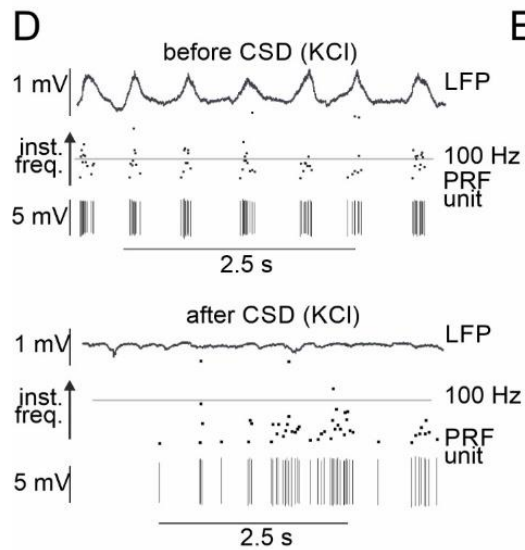 D
E
before CSD (KCl)
1 mV
LFP
inst.
freq.
100 Hz
PRF
unit
5 mV
2.5 s
after CSD (KCl)
1 mV
LFP
inst.
freq.
100 Hz
PRF
unit
5 mV
2.5 s